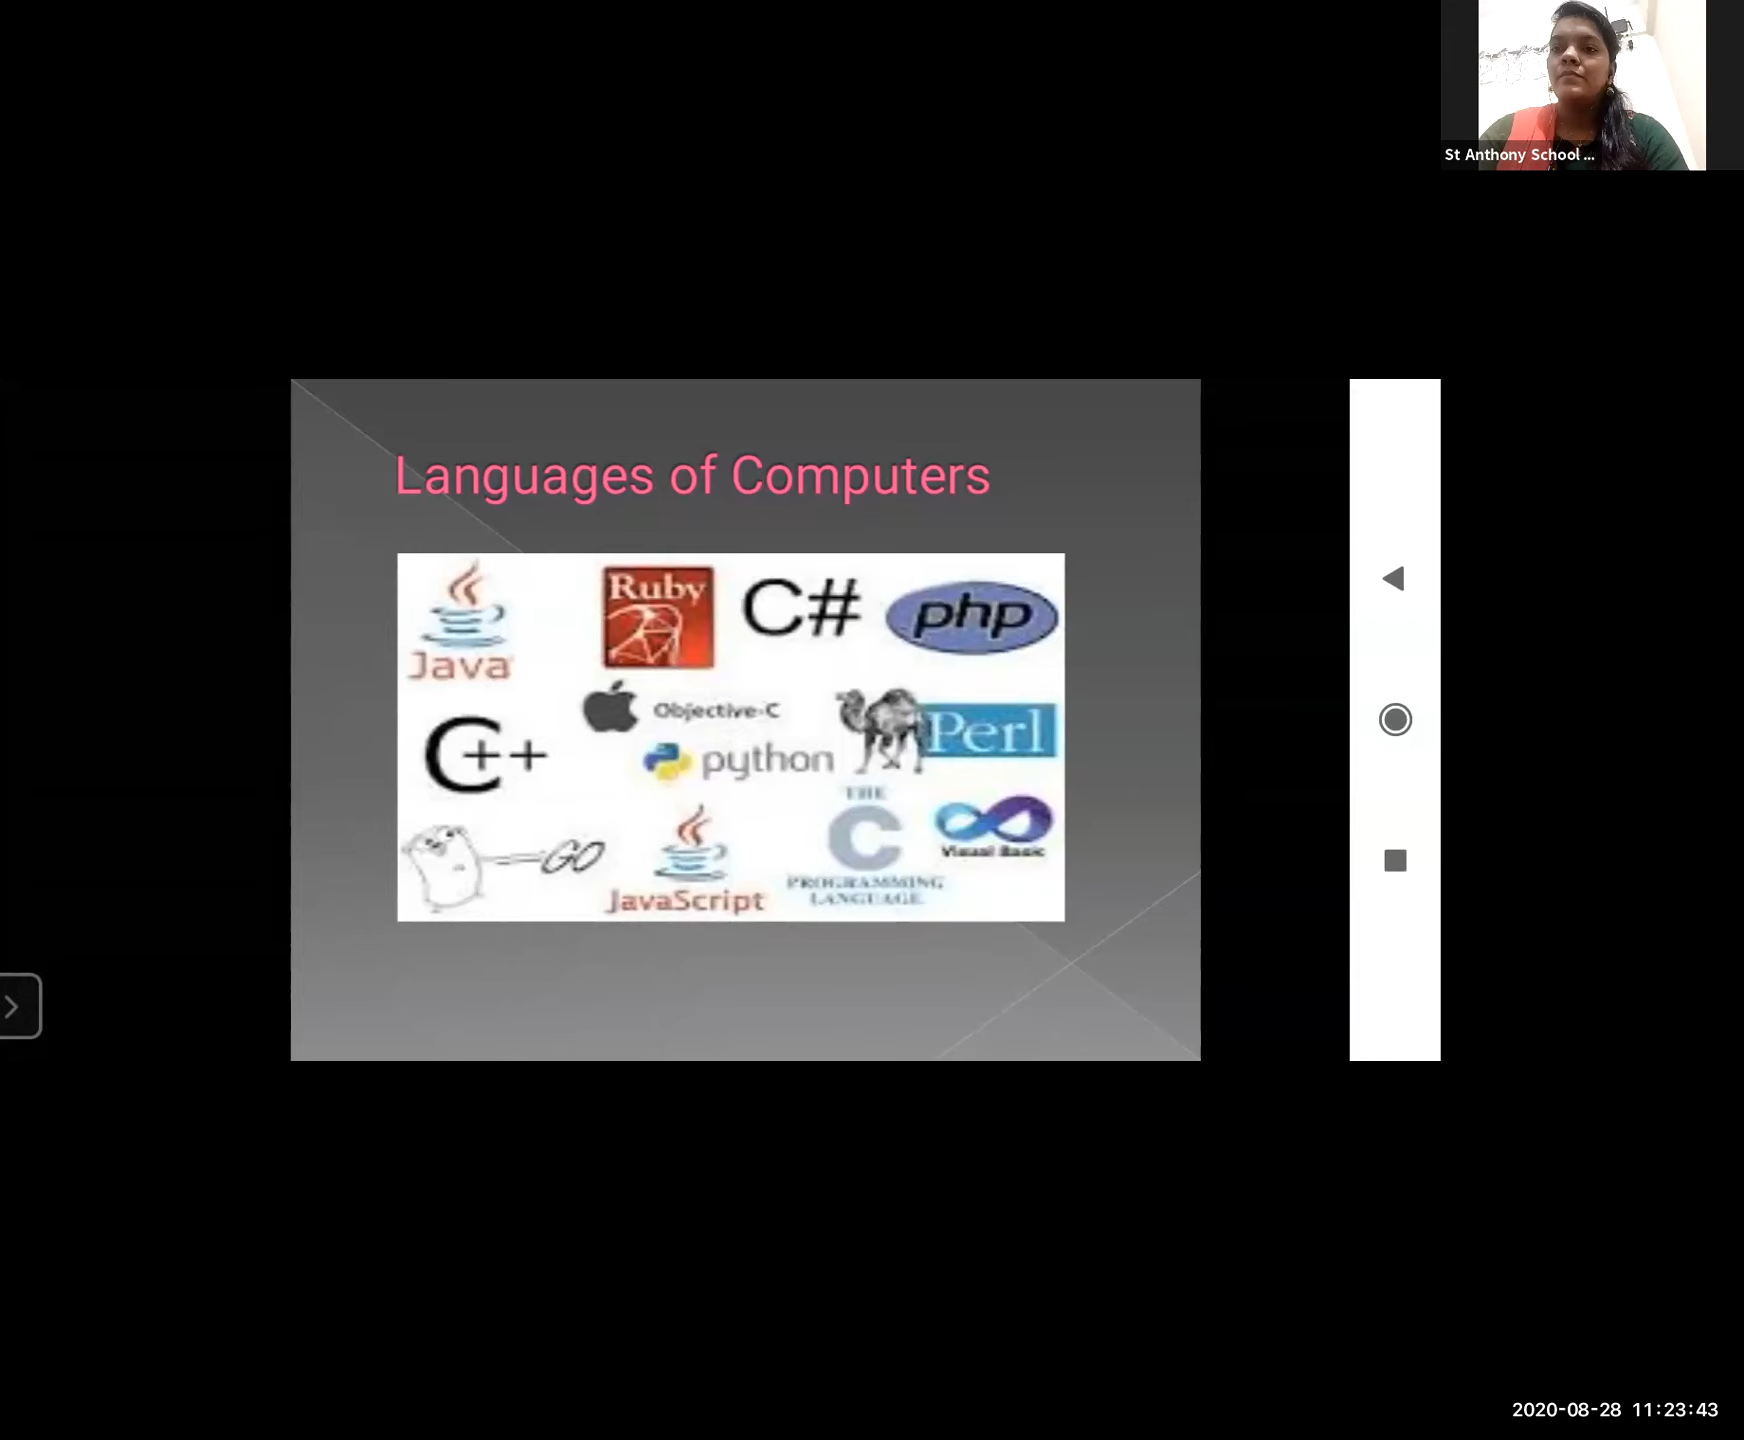 St Anthony School ...
Languages of Computers
Java
Ruby
C#
php
Objective-C
C++
python
Perl
GO
JavaScript
THE
C
PROGRAMMING
LANGUAGE
Visual Basic
2020-08-28 11:23:43